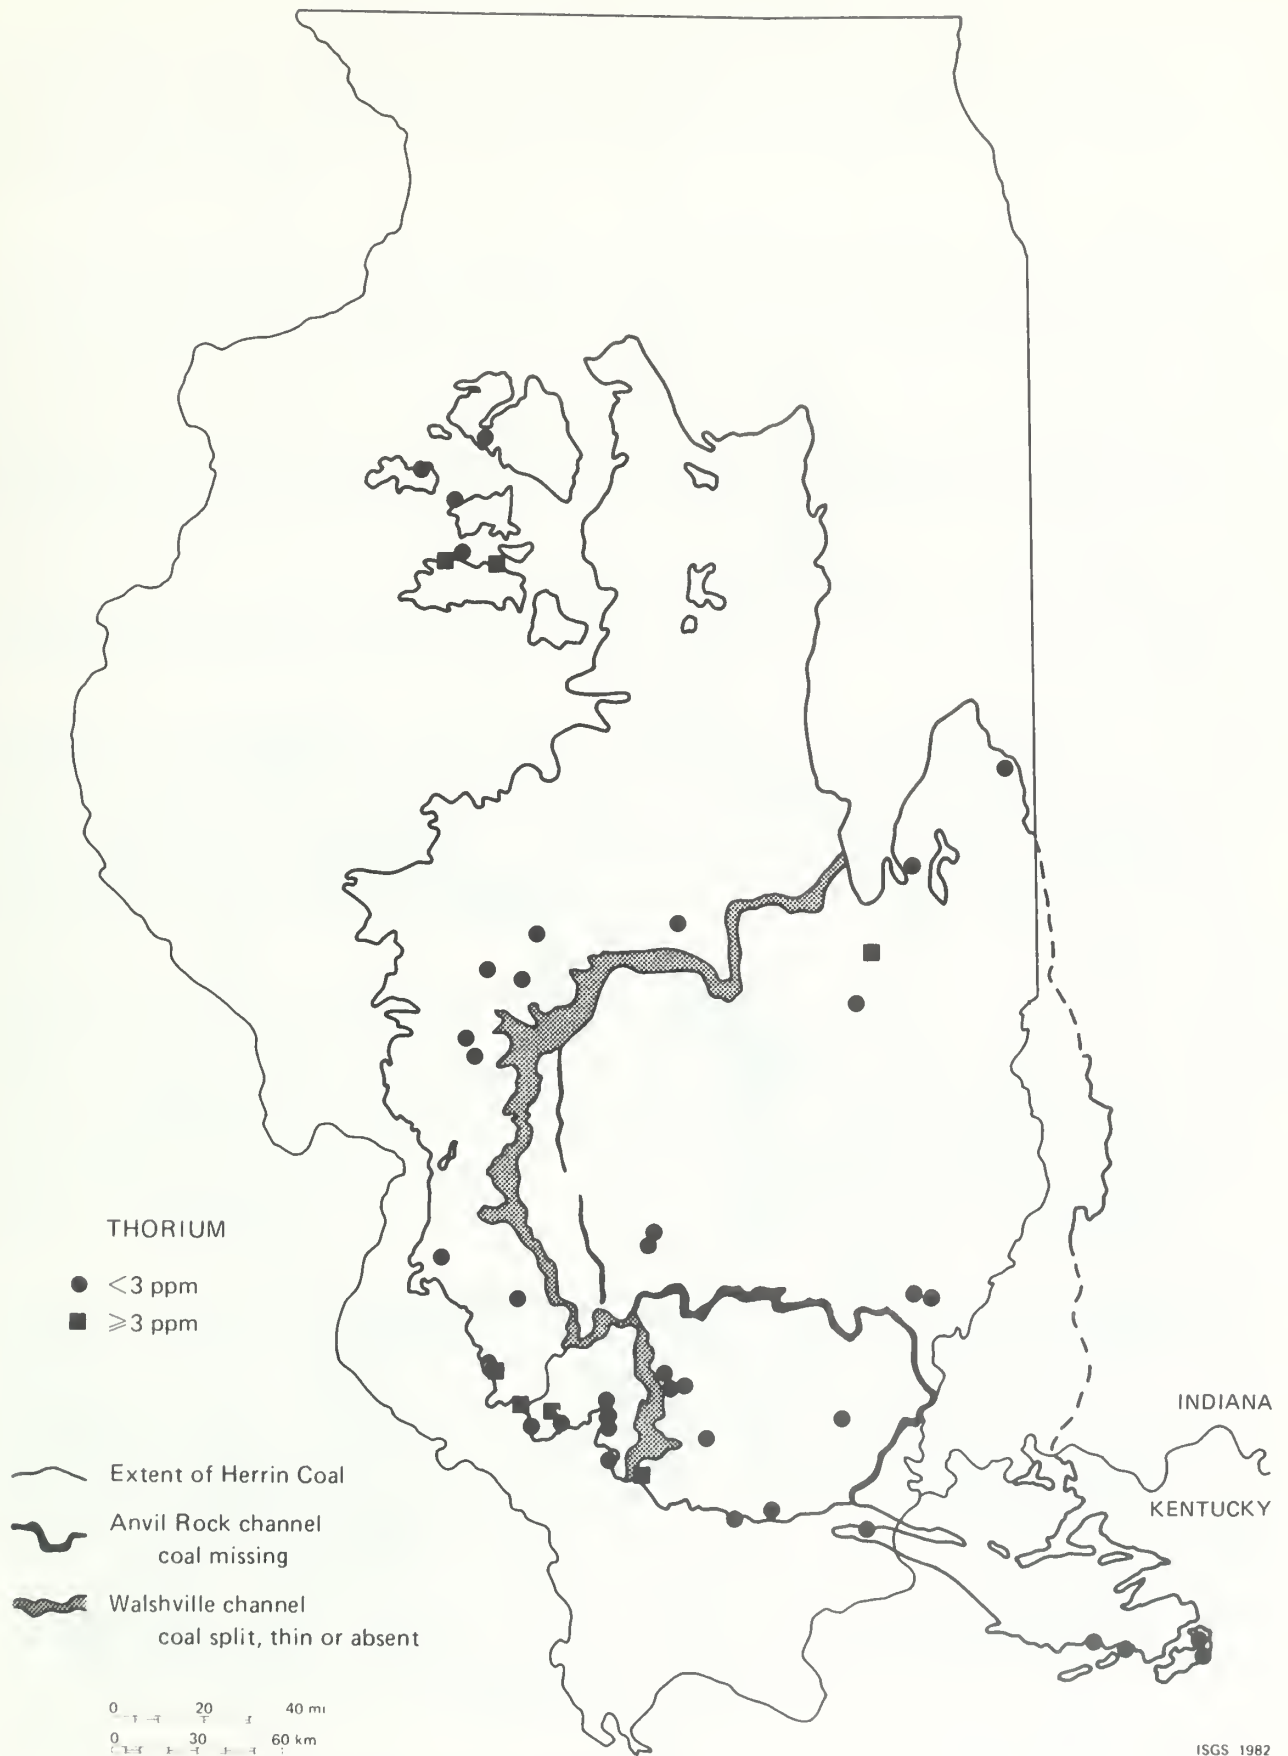 THORIUM
<3 ppm
⩾3 ppm
INDIANA
KENTUCKY
Extent of Herrin Coal
Anvil Rock channel
coal missing
Walshville channel
coal split, thin or absent
0 20 40 mi
0 30 60 km
ISGS 1982